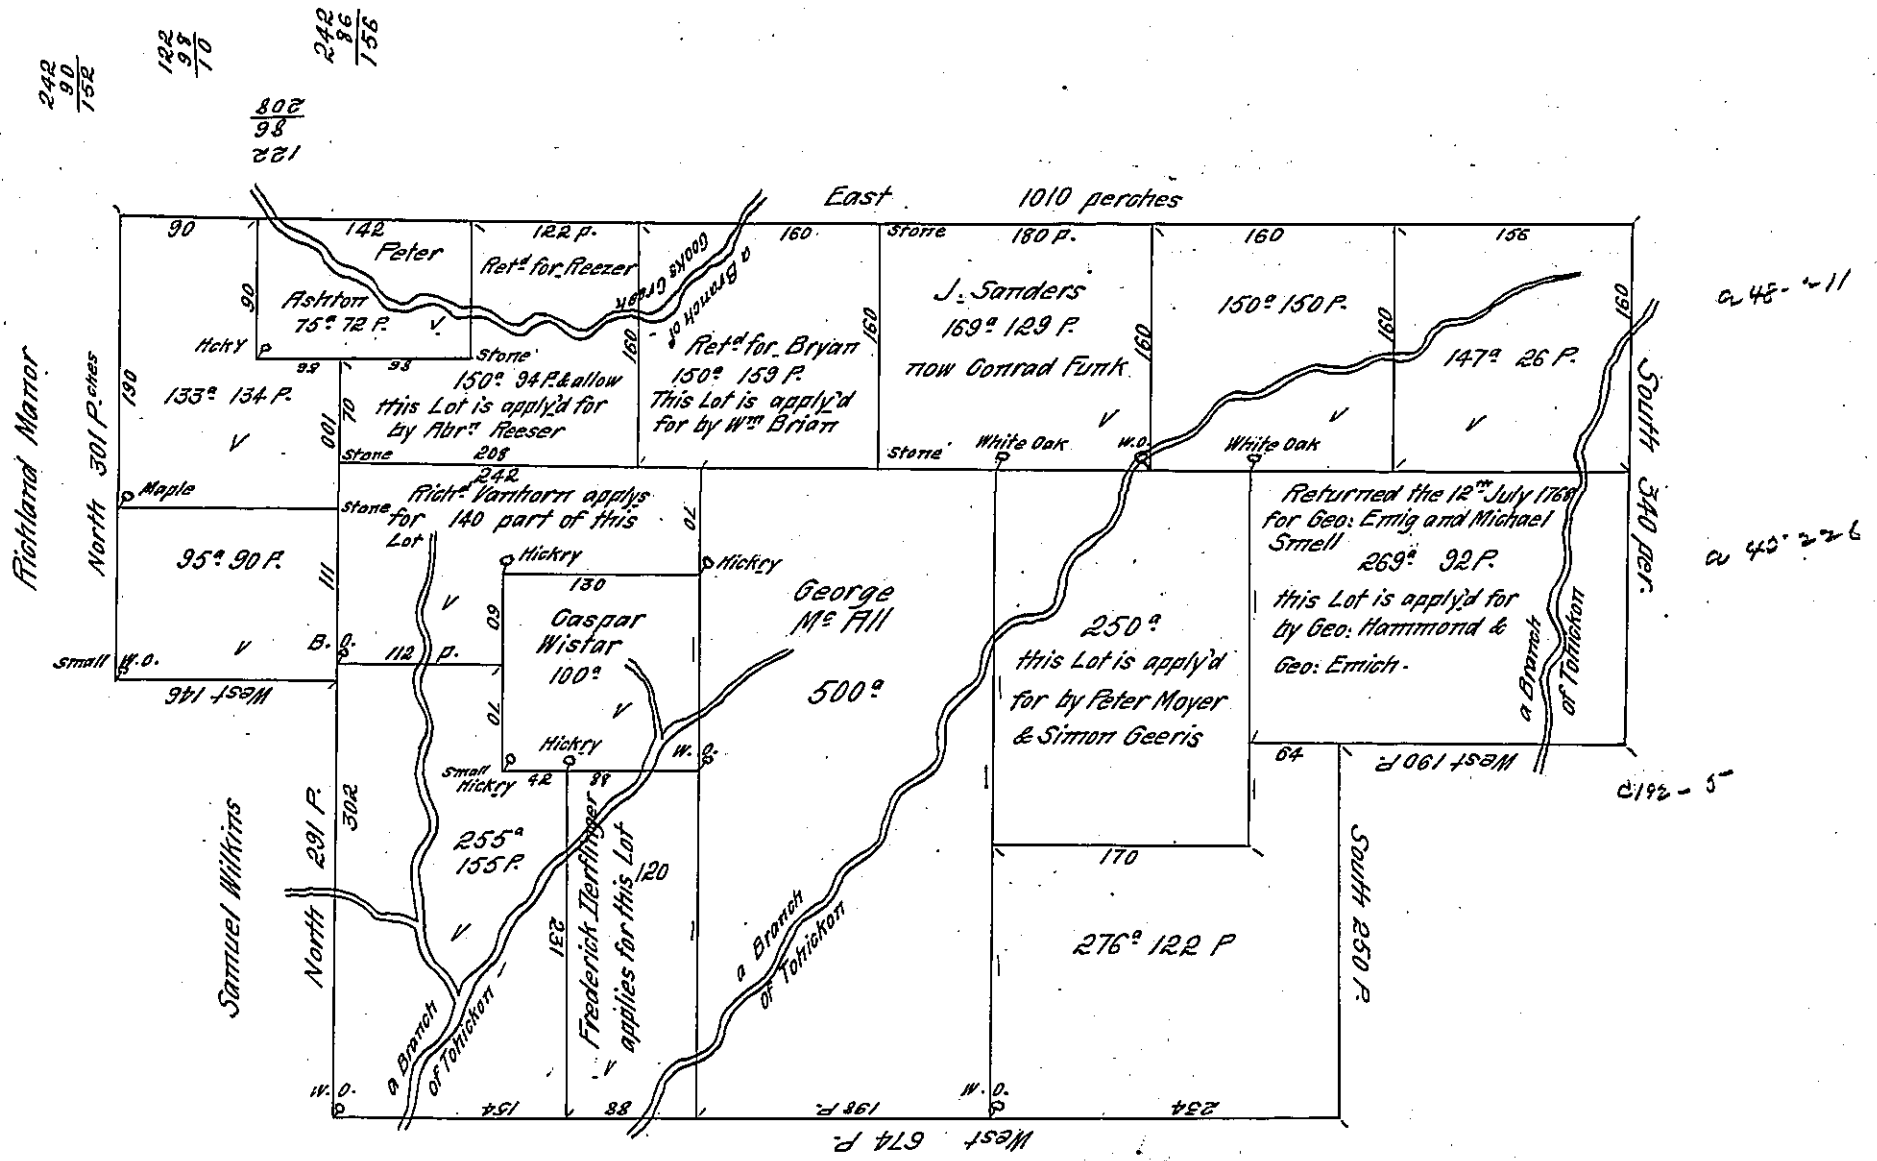 242
90
152
122
98
10
242
86
156
122
86
208
East 1010 perches
90
142
122 p.
160
Stone
180 p.
160
156
Peter
Ashton
75ª 72 P.
V
90
Hcky
Ret.d for Reezer
a Branch of
Cooks Creek
Stone
86
86
150ª 94 P. & allow
this Lot is apply'd for
by Abr.m Reeser
160
Ret.d for Bryan
150ª 159 P.
This Lot is apply'd
for by W.m Brian
160
J. Sanders
169ª 129 P.
now Conrad Funk
V
160
150ª 150 P.
V
160
147ª 26 P.
V
160
Richland Manor
North 301 P.ches
190
133ª 134 P.
V
100
70
Stone
208
Stone
White Oak
W.O.
White Oak
Maple
95ª 90 P.
V
111
B. O.
Small W.O.
West 146
242
Stone
Rich.d Vanhorn applys
for 140 part of this
Lot
V
112 p.
Hickry
130
60
Gaspar
Wistar
100ª
V
70
Hickry
70
Hickry
W. O.
Small
Hickry
42
88
George
Mc All
500ª
250ª
this Lot is apply'd
for by Peter Moyer
& Simon Geeris
170
Returned the 12th July 1768
for Geo: Emig and Michael
Smell
269ª 92 P.
this Lot is apply'd for
by Geo: Hammond &
Geo: Emich.
a Branch
of Tohickon
South 340 per.
64
West 190 P.
Samuel Wilkins
North 291 P.
302
255ª
155 P.
V
231
Frederick Derflinger
applies for this Lot
120
V
a Branch
of Tohickon
a Branch
of Tohickon
276ª 122 P
South 250 P.
W. O.
154
88
198 P.
W. O.
234
West 674 P.